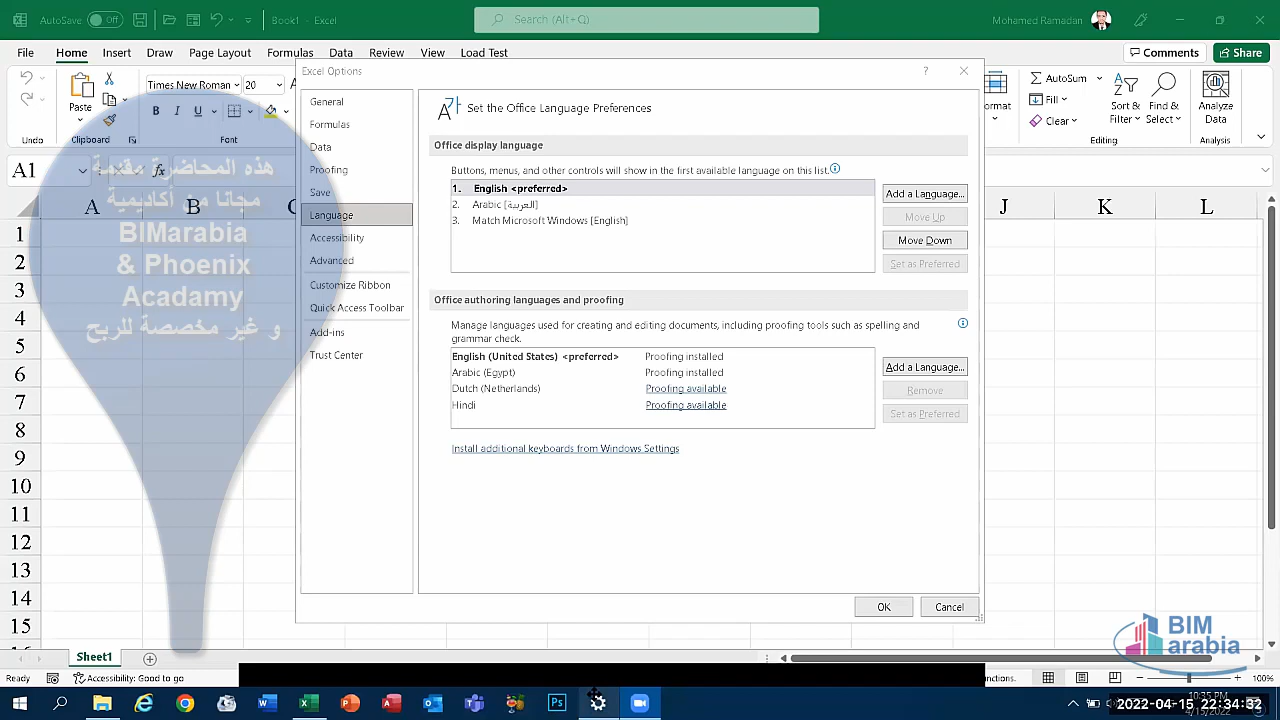 AutoSave Off Book1 - Excel Search (Alt+Q) Mohamed Ramadan
File Home Insert Draw Page Layout Formulas Data Review View Load Test Comments Share
Excel Options
Times New Roman 20
Paste
B I U
Undo Clipboard Font
AutoSum
Fill
Clear
Sort & Filter
Find & Select
Analyze Data
Editing Analysis
A1 fx
A B J K L
1
2
3
4
5
6
7
8
9
10
11
12
13
14
15
هذه المحاضرة مقدمة
مجانا من أكاديمية
BIMarabia
& Phoenix
Acadamy
و غير مخصصة للربح
General
Formulas
Data
Proofing
Save
Language
Accessibility
Advanced
Customize Ribbon
Quick Access Toolbar
Add-ins
Trust Center
Set the Office Language Preferences
Office display language
Buttons, menus, and other controls will show in the first available language on this list.
1. English <preferred>
2. Arabic [العربية]
3. Match Microsoft Windows [English]
Add a Language...
Move Up
Move Down
Set as Preferred
Office authoring languages and proofing
Manage languages used for creating and editing documents, including proofing tools such as spelling and
grammar check.
English (United States) <preferred> Proofing installed
Arabic (Egypt) Proofing installed
Dutch (Netherlands) Proofing available
Hindi Proofing available
Add a Language...
Remove
Set as Preferred
Install additional keyboards from Windows Settings
OK Cancel
BIM
arabia
Sheet1
Ready Accessibility: Good to go 100%
10:35 PM
4/15/2022
2022-04-15 22:34:32